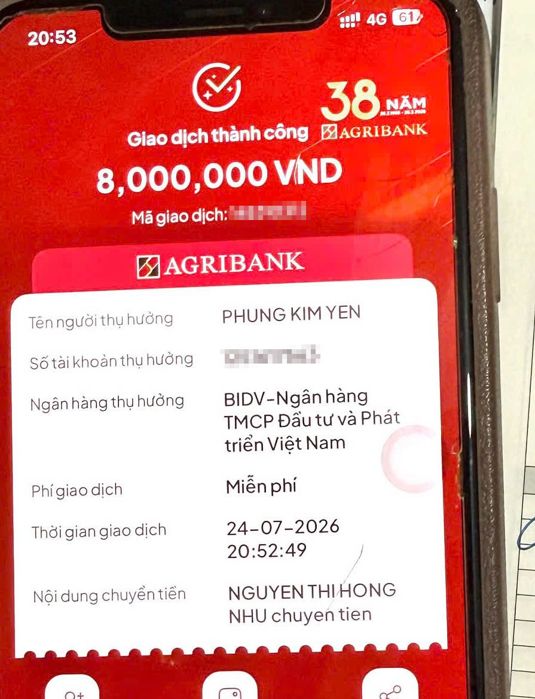 20:53
4G 61
38 NĂM
AGRIBANK
Giao dịch thành công
8,000,000 VND
Mã giao dịch:
AGRIBANK
Tên người thụ hưởng PHUNG KIM YEN
Số tài khoản thụ hưởng
Ngân hàng thụ hưởng BIDV-Ngân hàng
TMCP Đầu tư và Phát
triển Việt Nam
Phí giao dịch Miễn phí
Thời gian giao dịch 24-07-2026
20:52:49
Nội dung chuyển tiền NGUYEN THI HONG
NHU chuyen tien